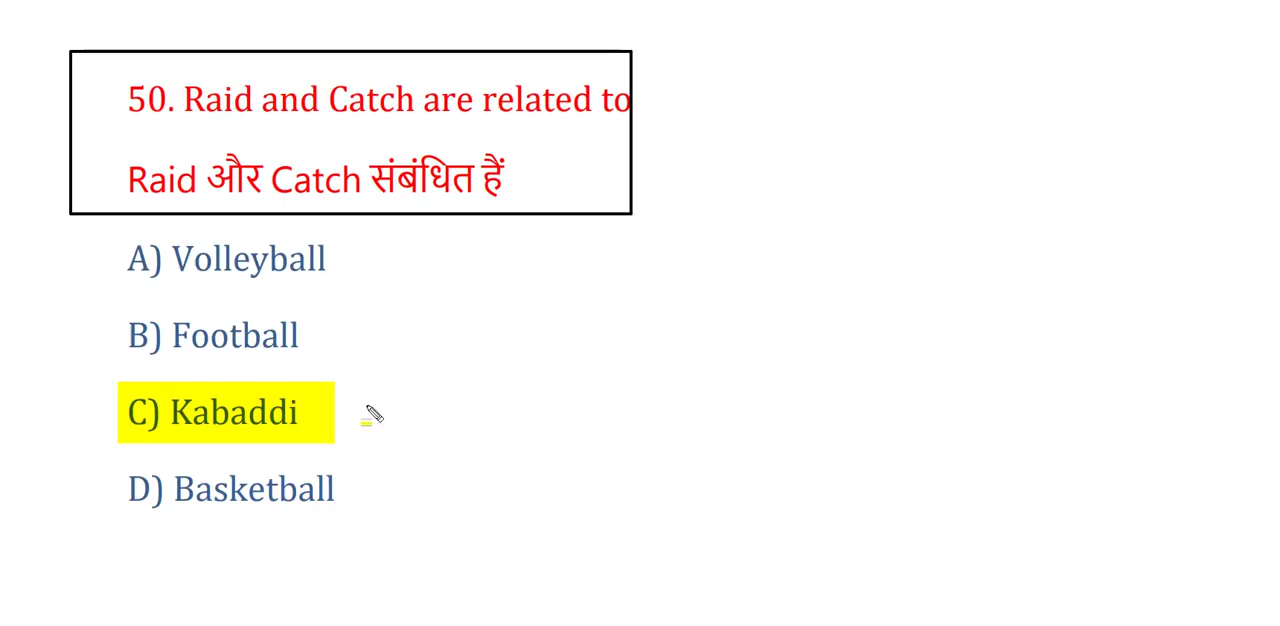 50. Raid and Catch are related to
Raid और Catch संबंधित हैं
A) Volleyball
B) Football
C) Kabaddi
D) Basketball